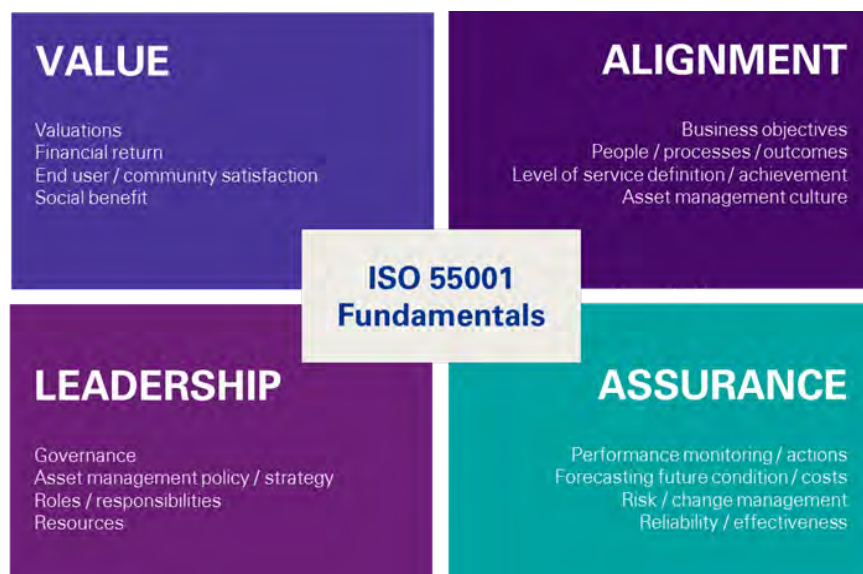 VALUE
Valuations
Financial return
End user / community satisfaction
Social benefit
ALIGNMENT
Business objectives
People / processes / outcomes
Level of service definition / achievement
Asset management culture
ISO 55001
Fundamentals
LEADERSHIP
Governance
Asset management policy / strategy
Roles / responsibilities
Resources
ASSURANCE
Performance monitoring / actions
Forecasting future condition / costs
Risk / change management
Reliability / effectiveness